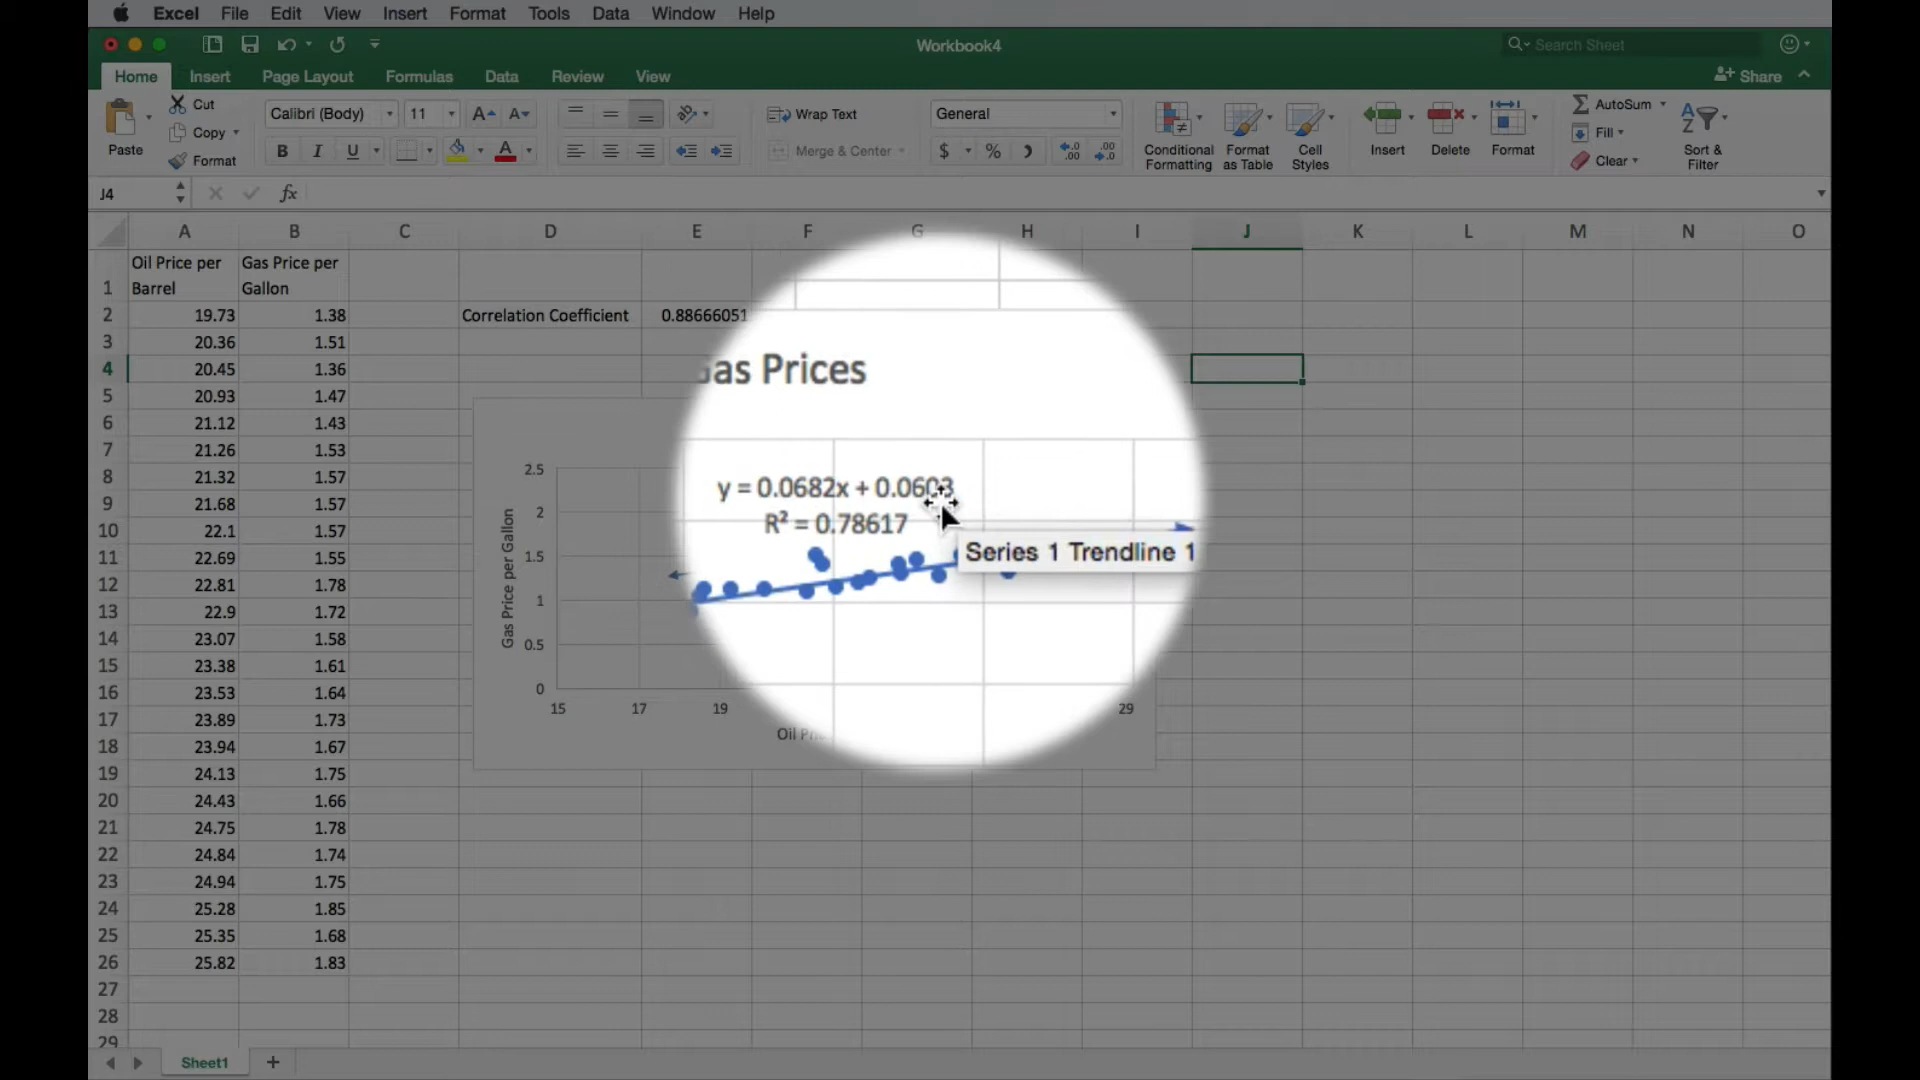 Excel File Edit View Insert Format Tools Data Window Help
Workbook4
Search Sheet
Home Insert Page Layout Formulas Data Review View
Share
Paste
Cut
Copy
Format
Calibri (Body) 11
A A
B I U A
Wrap Text
Merge & Center
General
$ %
Conditional Formatting
Format as Table
Cell Styles
Insert
Delete
Format
AutoSum
Fill
Clear
Sort & Filter
J4 fx
A B C D E F G H I J K L M N O
1 Oil Price per Barrel Gas Price per Gallon
2 19.73 1.38 Correlation Coefficient 0.88666051
3 20.36 1.51
4 20.45 1.36
5 20.93 1.47
6 21.12 1.43
7 21.26 1.53
8 21.32 1.57
9 21.68 1.57
10 22.1 1.57
11 22.69 1.55
12 22.81 1.78
13 22.9 1.72
14 23.07 1.58
15 23.38 1.61
16 23.53 1.64
17 23.89 1.73
18 23.94 1.67
19 24.13 1.75
20 24.43 1.66
21 24.75 1.78
22 24.84 1.74
23 24.94 1.75
24 25.28 1.85
25 25.35 1.68
26 25.82 1.83
27
28
29
Gas Prices
y = 0.0682x + 0.0603
R² = 0.78617
Series 1 Trendline 1
Gas Price per Gallon
2.5
2
1.5
1
0.5
0
15 17 19 29
Oil
Sheet1